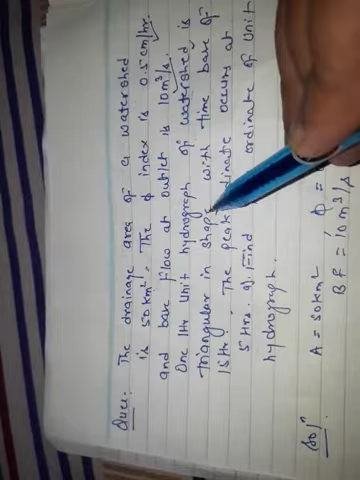 Ques:- The drainage area of a watershed
is 50 km². The φ index is 0.5 cm/hr.
and base flow at outlet is 10 m³/s.
One 1Hr Unit hydrograph of watershed is
triangular in shape with time base of
15 Hr. The peak ordinate occurs at
5 Hrs. a) Find ordinate of Unit
hydrograph.
Solⁿ A = 50 km² φ =
BF = 10 m³/s